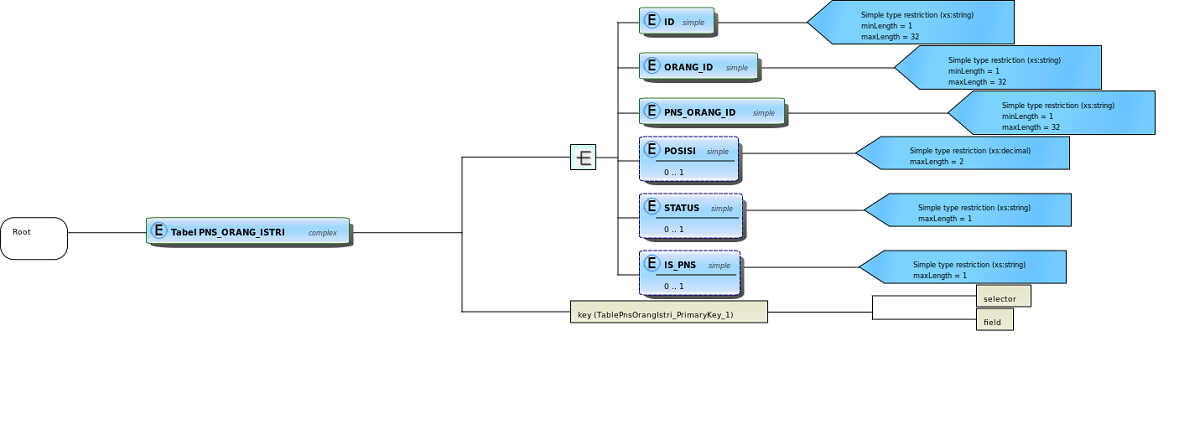 E ID simple
Simple type restriction (xs:string)
minLength = 1
maxLength = 32
E ORANG_ID simple
Simple type restriction (xs:string)
minLength = 1
maxLength = 32
E PNS_ORANG_ID simple
Simple type restriction (xs:string)
minLength = 1
maxLength = 32
E POSISI simple
0 .. 1
Simple type restriction (xs:decimal)
maxLength = 2
E STATUS simple
0 .. 1
Simple type restriction (xs:string)
maxLength = 1
Root
E Tabel PNS_ORANG_ISTRI complex
E IS_PNS simple
0 .. 1
Simple type restriction (xs:string)
maxLength = 1
key (TablePnsOrangIstri_PrimaryKey_1)
selector
field